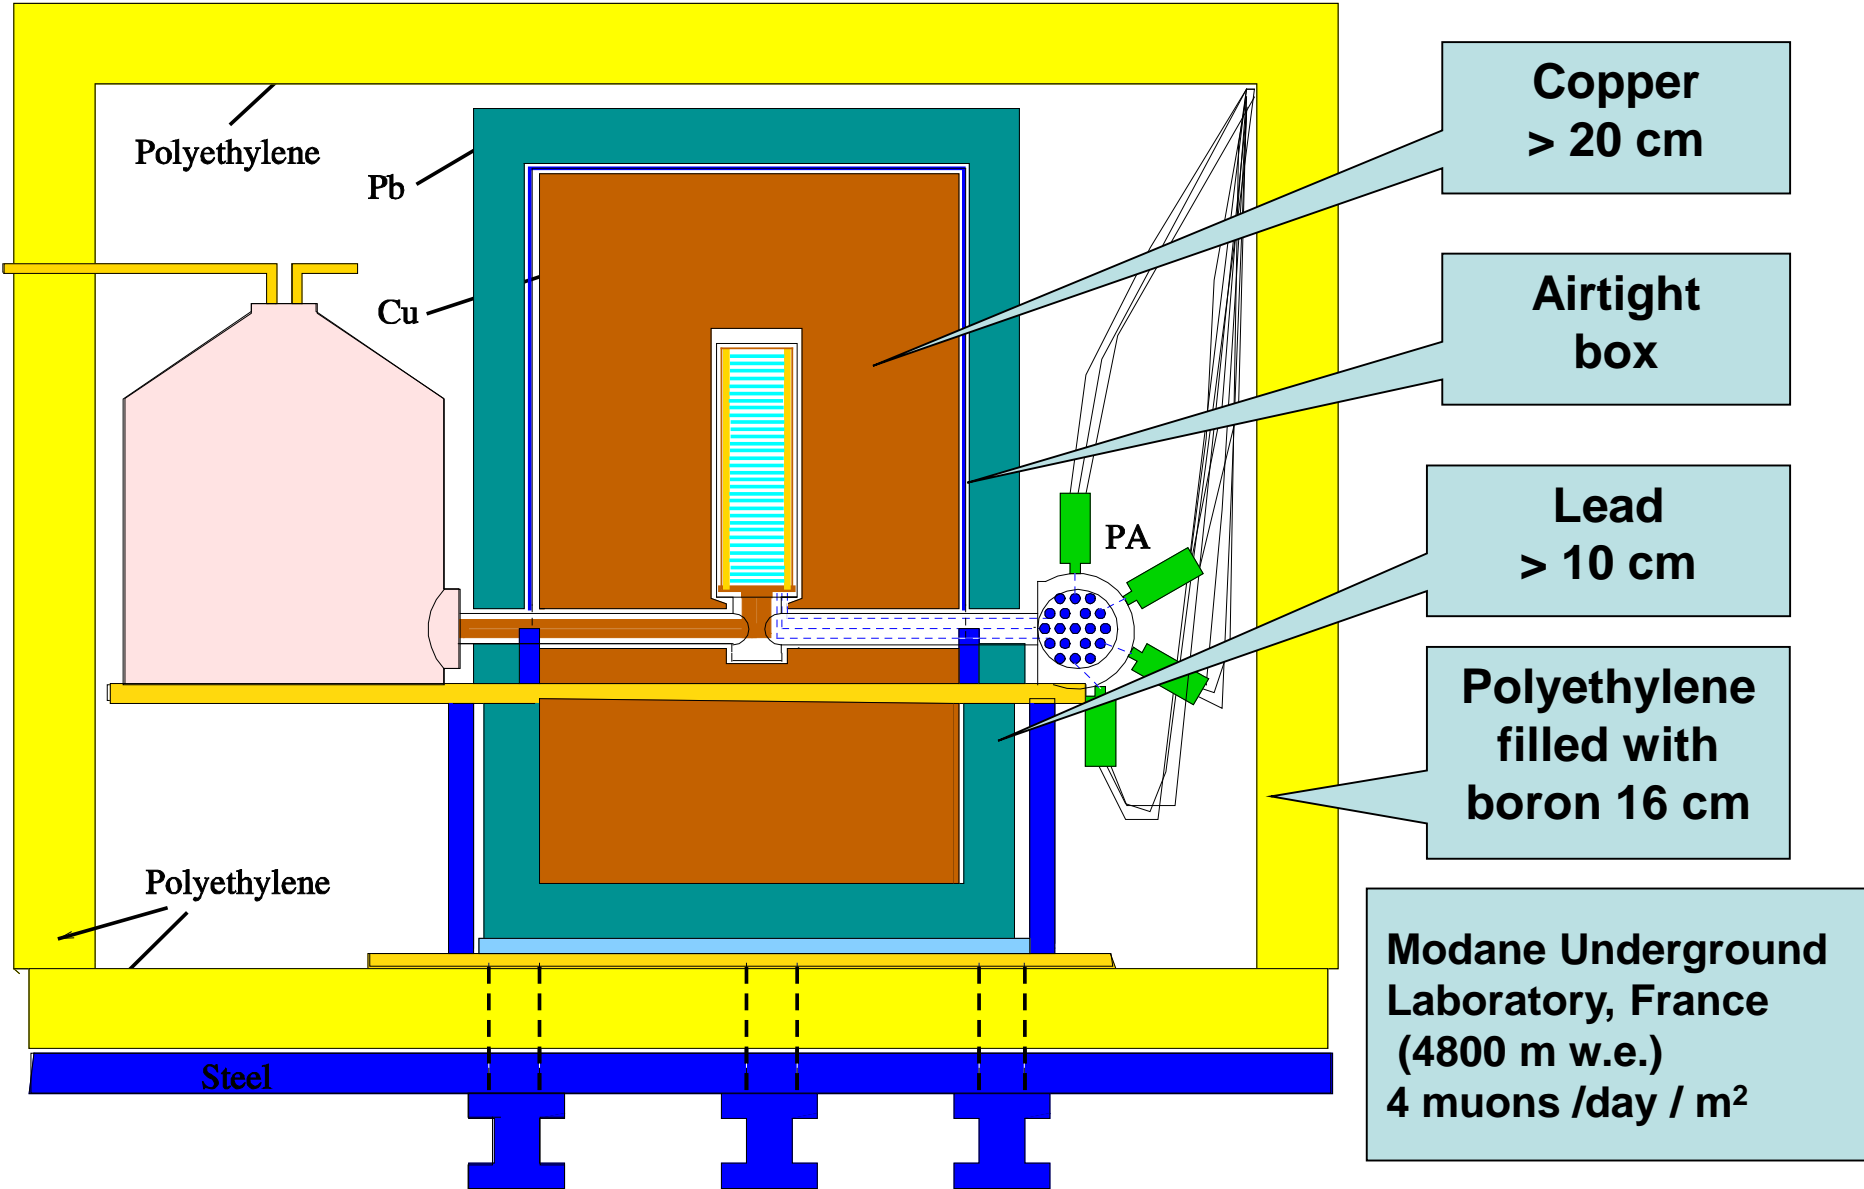 Polyethylene
Pb
Cu
PA
Polyethylene
Steel
Copper
> 20 cm
Airtight
box
Lead
> 10 cm
Polyethylene
filled with
boron 16 cm
Modane Underground
Laboratory, France
(4800 m w.e.)
4 muons /day / m²